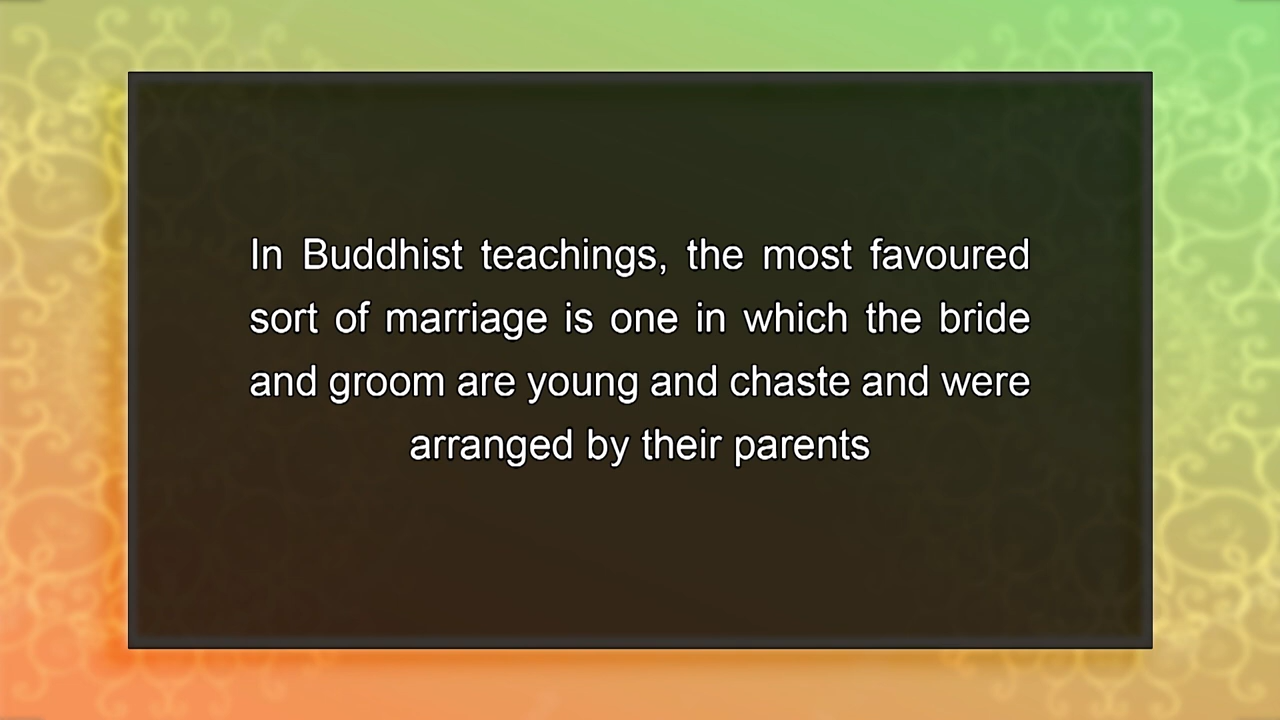 In Buddhist teachings, the most favoured
sort of marriage is one in which the bride
and groom are young and chaste and were
arranged by their parents